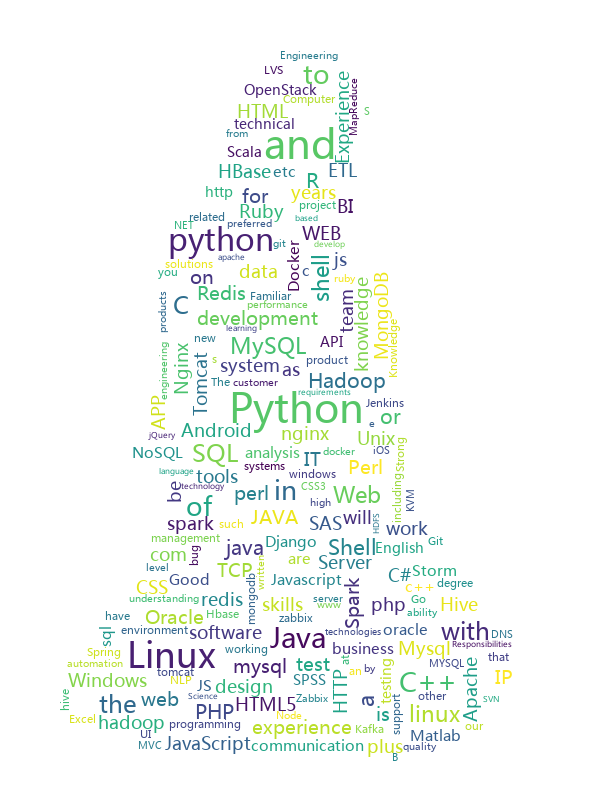 Engineering
LVS
to
OpenStack
Computer
Experience
MapReduce
HTML
S
technical
from
and
Scala
HBase
etc
ETL
R
http
for
years
BI
Ruby
project
related
preferred
based
NET
python
git
WEB
develop
apache
solutions
you
on
data
Docker
c
shell
js
ruby
C
Redis
Familiar
team
knowledge
MongoDB
products
performance
development
learning
new
MySQL
API
Knowledge
engineering
Nginx
Tomcat
s
system
as
product
The
customer
Hadoop
APP
Python
requirements
Jenkins
jQuery
Android
nginx
or
e
Unix
NoSQL
SQL
analysis
IT
docker
iOS
Strong
language
tools
systems
windows
Perl
including
be
technology
perl
in
CSS3
Web
KVM
of
high
spark
such
JAVA
SAS
will
HDFS
work
management
bug
com
java
Django
Shell
English
Git
level
TCP
are
Server
C#
Storm
CSS
Good
mongodb
written
Javascript
c++
degree
understanding
redis
skills
www
server
Spark
php
Go
Hive
have
Oracle
Hbase
zabbix
ability
sql
environment
software
Java
technologies
oracle
with
DNS
Spring
working
business
Mysql
Responsibilities
automation
Linux
test
at
that
tomcat
mysql
MYSQL
Windows
NLP
SPSS
HTTP
an
by
testing
C++
IP
JS
design
hive
the
web
Science
Zabbix
a
support
other
Apache
SVN
PHP
HTML5
is
linux
Excel
hadoop
programming
Node
experience
Kafka
our
UI
Matlab
MVC
JavaScript
communication
plus
quality
B